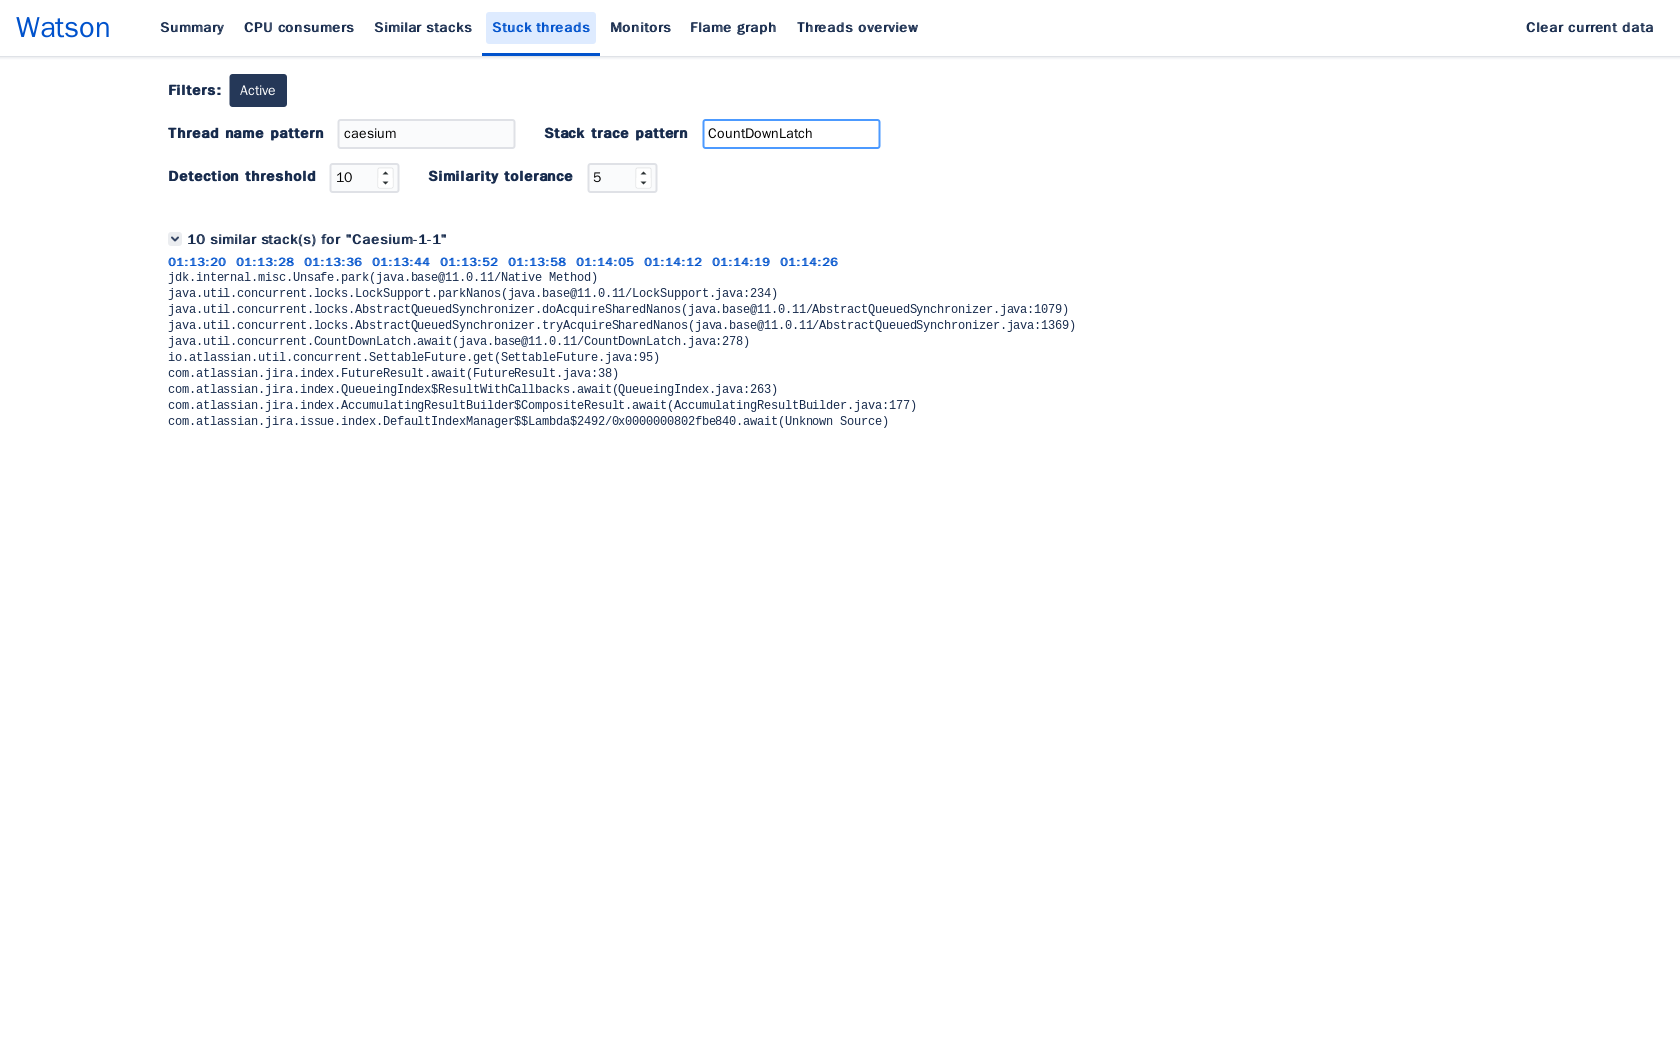 Watson Summary CPU consumers Similar stacks Stuck threads Monitors Flame graph Threads overview Clear current data
Filters: Active
Thread name pattern caesium Stack trace pattern CountDownLatch
Detection threshold 10 Similarity tolerance 5
10 similar stack(s) for "Caesium-1-1"
01:13:20 01:13:28 01:13:36 01:13:44 01:13:52 01:13:58 01:14:05 01:14:12 01:14:19 01:14:26
jdk.internal.misc.Unsafe.park(java.base@11.0.11/Native Method)
java.util.concurrent.locks.LockSupport.parkNanos(java.base@11.0.11/LockSupport.java:234)
java.util.concurrent.locks.AbstractQueuedSynchronizer.doAcquireSharedNanos(java.base@11.0.11/AbstractQueuedSynchronizer.java:1079)
java.util.concurrent.locks.AbstractQueuedSynchronizer.tryAcquireSharedNanos(java.base@11.0.11/AbstractQueuedSynchronizer.java:1369)
java.util.concurrent.CountDownLatch.await(java.base@11.0.11/CountDownLatch.java:278)
io.atlassian.util.concurrent.SettableFuture.get(SettableFuture.java:95)
com.atlassian.jira.index.FutureResult.await(FutureResult.java:38)
com.atlassian.jira.index.QueueingIndex$ResultWithCallbacks.await(QueueingIndex.java:263)
com.atlassian.jira.index.AccumulatingResultBuilder$CompositeResult.await(AccumulatingResultBuilder.java:177)
com.atlassian.jira.issue.index.DefaultIndexManager$$Lambda$2492/0x0000000802fbe840.await(Unknown Source)